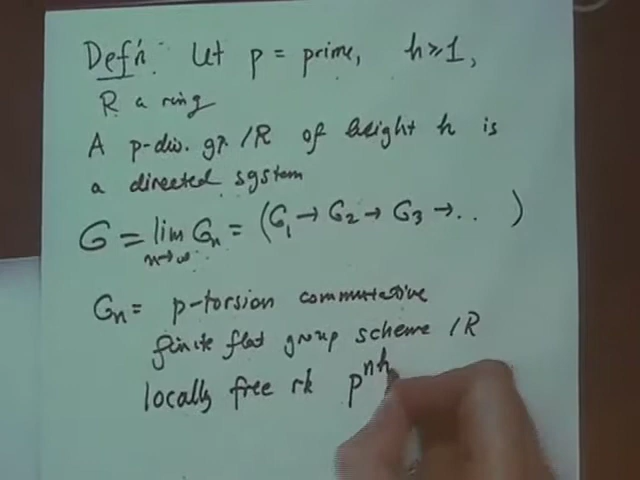 Def'n: Let p = prime, h ≥ 1,
R a ring
A p-div. gp. /R of height h is
a directed system
G = lim Gn = (G1 → G2 → G3 → .. )
n→∞
Gn = p-torsion commutative
finite flat group scheme /R
locally free rk p^nh